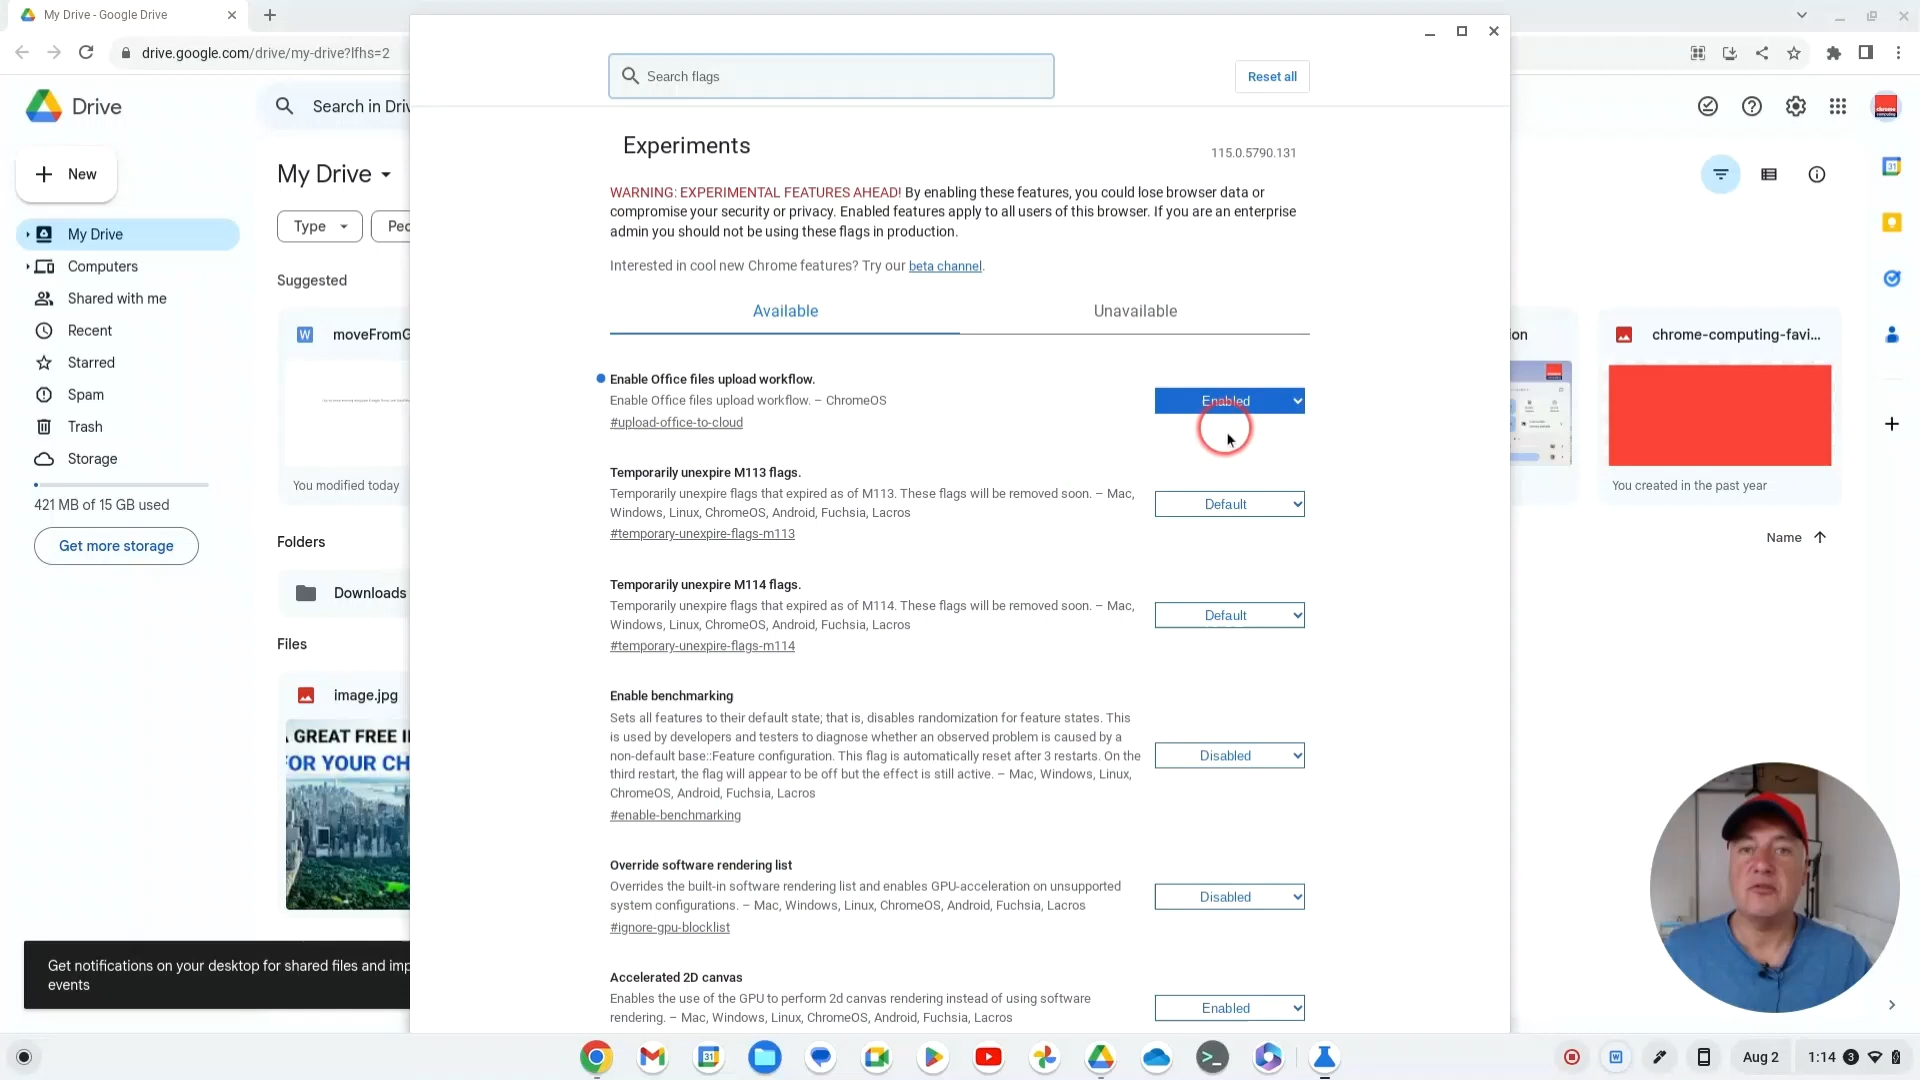 My Drive - Google Drive
drive.google.com/drive/my-drive?lfhs=2
Drive
Search in Driv
New
My Drive
Computers
Shared with me
Recent
Starred
Spam
Trash
Storage
421 MB of 15 GB used
Get more storage
My Drive
Type
Peo
Suggested
W
moveFromG
You modified today
Folders
Downloads
Files
image.jpg
A GREAT FREE I
FOR YOUR CH
Get notifications on your desktop for shared files and imp
events
Search flags
Reset all
Experiments
115.0.5790.131
WARNING: EXPERIMENTAL FEATURES AHEAD! By enabling these features, you could lose browser data or
compromise your security or privacy. Enabled features apply to all users of this browser. If you are an enterprise
admin you should not be using these flags in production.
Interested in cool new Chrome features? Try our beta channel.
Available
Unavailable
Enable Office files upload workflow.
Enable Office files upload workflow. – ChromeOS
#upload-office-to-cloud
Enabled
Temporarily unexpire M113 flags.
Temporarily unexpire flags that expired as of M113. These flags will be removed soon. – Mac,
Windows, Linux, ChromeOS, Android, Fuchsia, Lacros
#temporary-unexpire-flags-m113
Default
Temporarily unexpire M114 flags.
Temporarily unexpire flags that expired as of M114. These flags will be removed soon. – Mac,
Windows, Linux, ChromeOS, Android, Fuchsia, Lacros
#temporary-unexpire-flags-m114
Default
Enable benchmarking
Sets all features to their default state; that is, disables randomization for feature states. This
is used by developers and testers to diagnose whether an observed problem is caused by a
non-default base::Feature configuration. This flag is automatically reset after 3 restarts. On the
third restart, the flag will appear to be off but the effect is still active. – Mac, Windows, Linux,
ChromeOS, Android, Fuchsia, Lacros
#enable-benchmarking
Disabled
Override software rendering list
Overrides the built-in software rendering list and enables GPU-acceleration on unsupported
system configurations. – Mac, Windows, Linux, ChromeOS, Android, Fuchsia, Lacros
#ignore-gpu-blocklist
Disabled
Accelerated 2D canvas
Enables the use of the GPU to perform 2d canvas rendering instead of using software
rendering. – Mac, Windows, Linux, ChromeOS, Android, Fuchsia, Lacros
Enabled
ion
chrome-computing-favi...
You created in the past year
Name
31
31
W
Aug 2
1:14
3